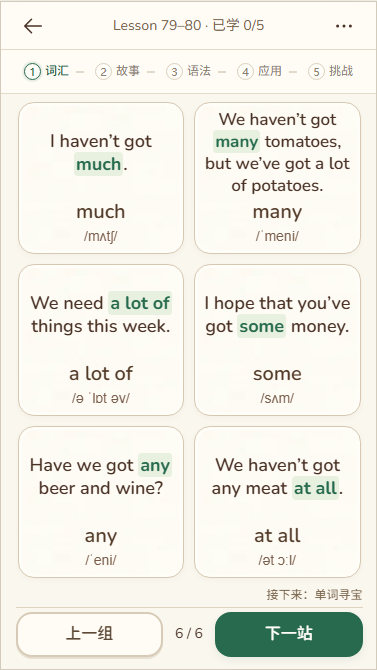 Lesson 79–80 · 已学 0/5
1 词汇 – 2 故事 – 3 语法 – 4 应用 – 5 挑战
I haven't got
much.
much
/mʌtʃ/
We haven't got
many tomatoes,
but we've got a lot
of potatoes.
many
/ˈmeni/
We need a lot of
things this week.
a lot of
/ə ˈlɒt əv/
I hope that you've
got some money.
some
/sʌm/
Have we got any
beer and wine?
any
/ˈeni/
We haven't got
any meat at all.
at all
/ət ɔːl/
接下来：单词寻宝
上一组 6 / 6 下一站